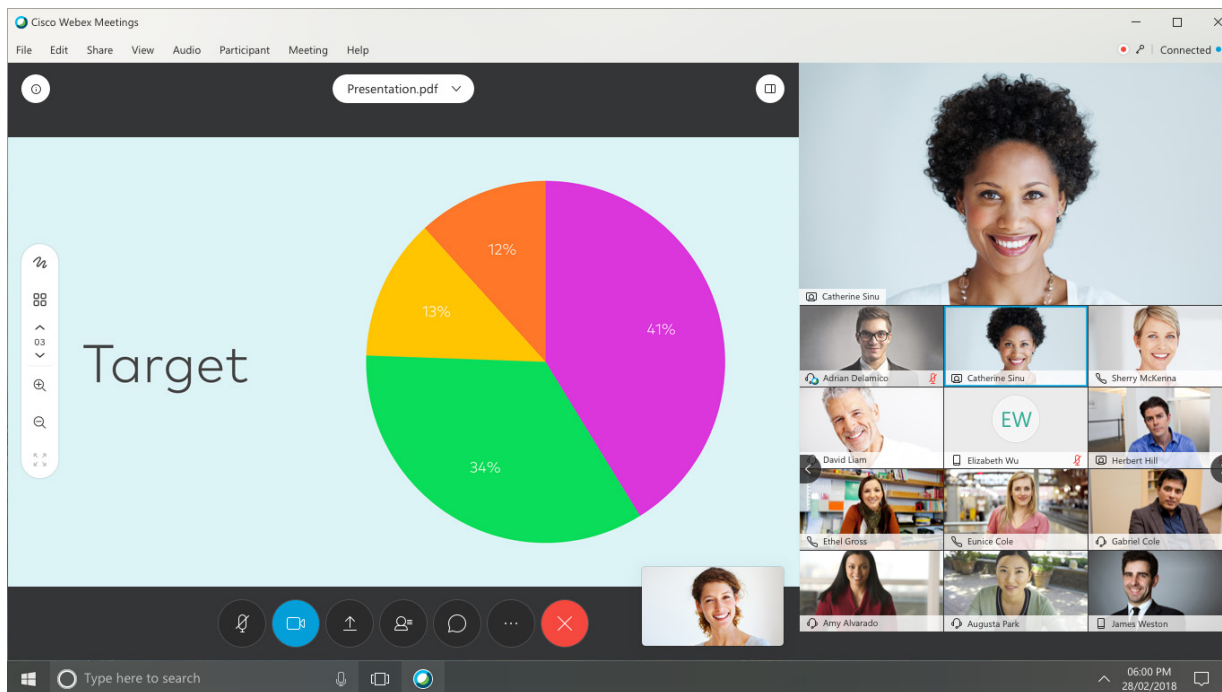 Cisco Webex Meetings
File Edit Share View Audio Participant Meeting Help
Connected
Presentation.pdf
03
Target
12%
13%
41%
34%
Catherine Sinu
Adrian Delamico
Catherine Sinu
Sherry McKenna
David Liam
EW
Elizabeth Wu
Herbert Hill
Ethel Gross
Eunice Cole
Gabriel Cole
Amy Alvarado
Augusta Park
James Weston
Type here to search
06:00 PM
28/02/2018